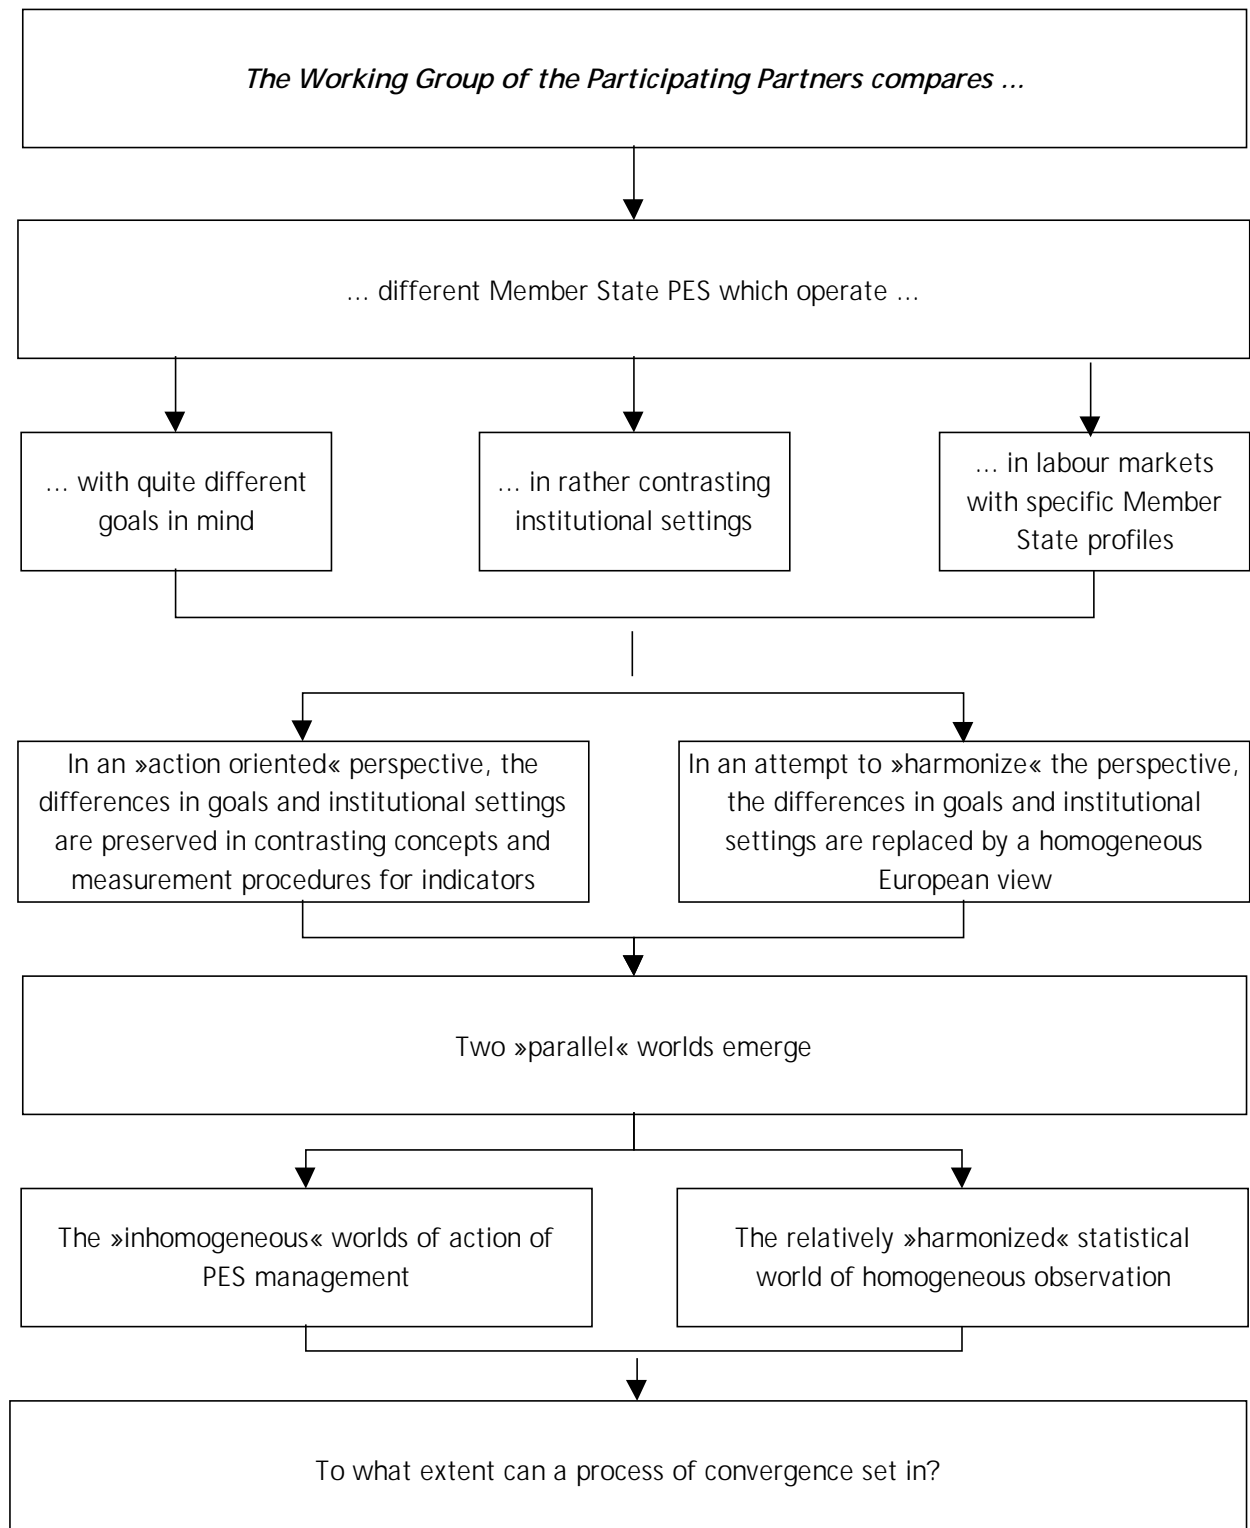 The Working Group of the Participating Partners compares …
… different Member State PES which operate …
… with quite different
goals in mind
… in rather contrasting
institutional settings
… in labour markets
with specific Member
State profiles
In an »action oriented« perspective, the
differences in goals and institutional settings
are preserved in contrasting concepts and
measurement procedures for indicators
In an attempt to »harmonize« the perspective,
the differences in goals and institutional
settings are replaced by a homogeneous
European view
Two »parallel« worlds emerge
The »inhomogeneous« worlds of action of
PES management
The relatively »harmonized« statistical
world of homogeneous observation
To what extent can a process of convergence set in?